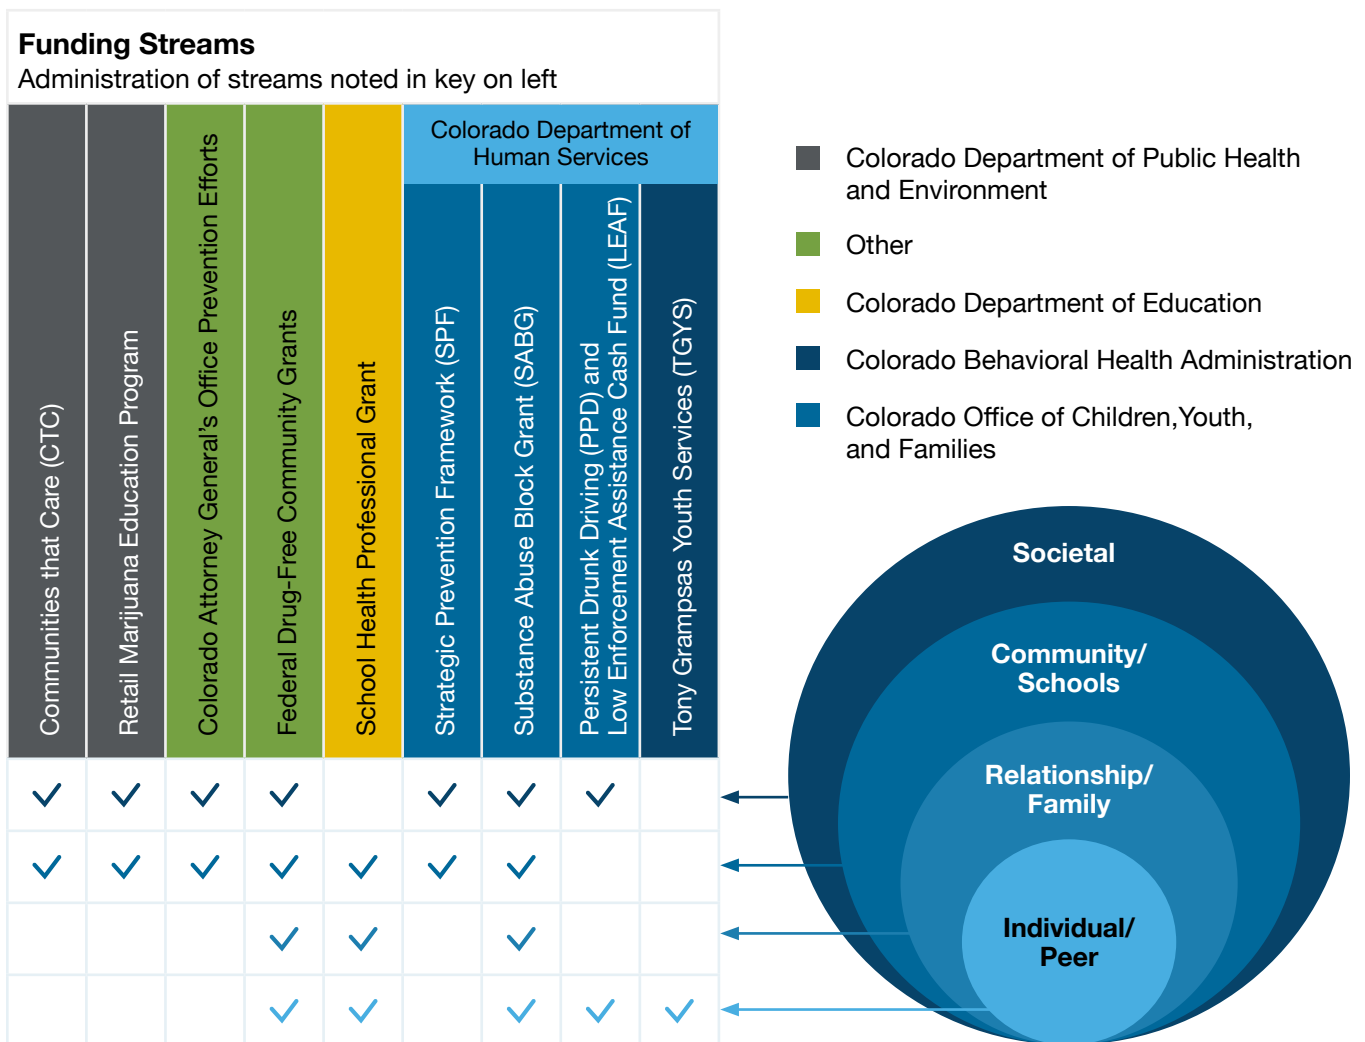 Funding Streams
Administration of streams noted in key on left
Communities that Care (CTC)
Retail Marijuana Education Program
Colorado Attorney General's Office Prevention Efforts
Federal Drug-Free Community Grants
School Health Professional Grant
Colorado Department of
Human Services
Strategic Prevention Framework (SPF)
Substance Abuse Block Grant (SABG)
Persistent Drunk Driving (PPD) and
Low Enforcement Assistance Cash Fund (LEAF)
Tony Grampsas Youth Services (TGYS)
Colorado Department of Public Health
and Environment
Other
Colorado Department of Education
Colorado Behavioral Health Administration
Colorado Office of Children, Youth,
and Families
Societal
Community/
Schools
Relationship/
Family
Individual/
Peer